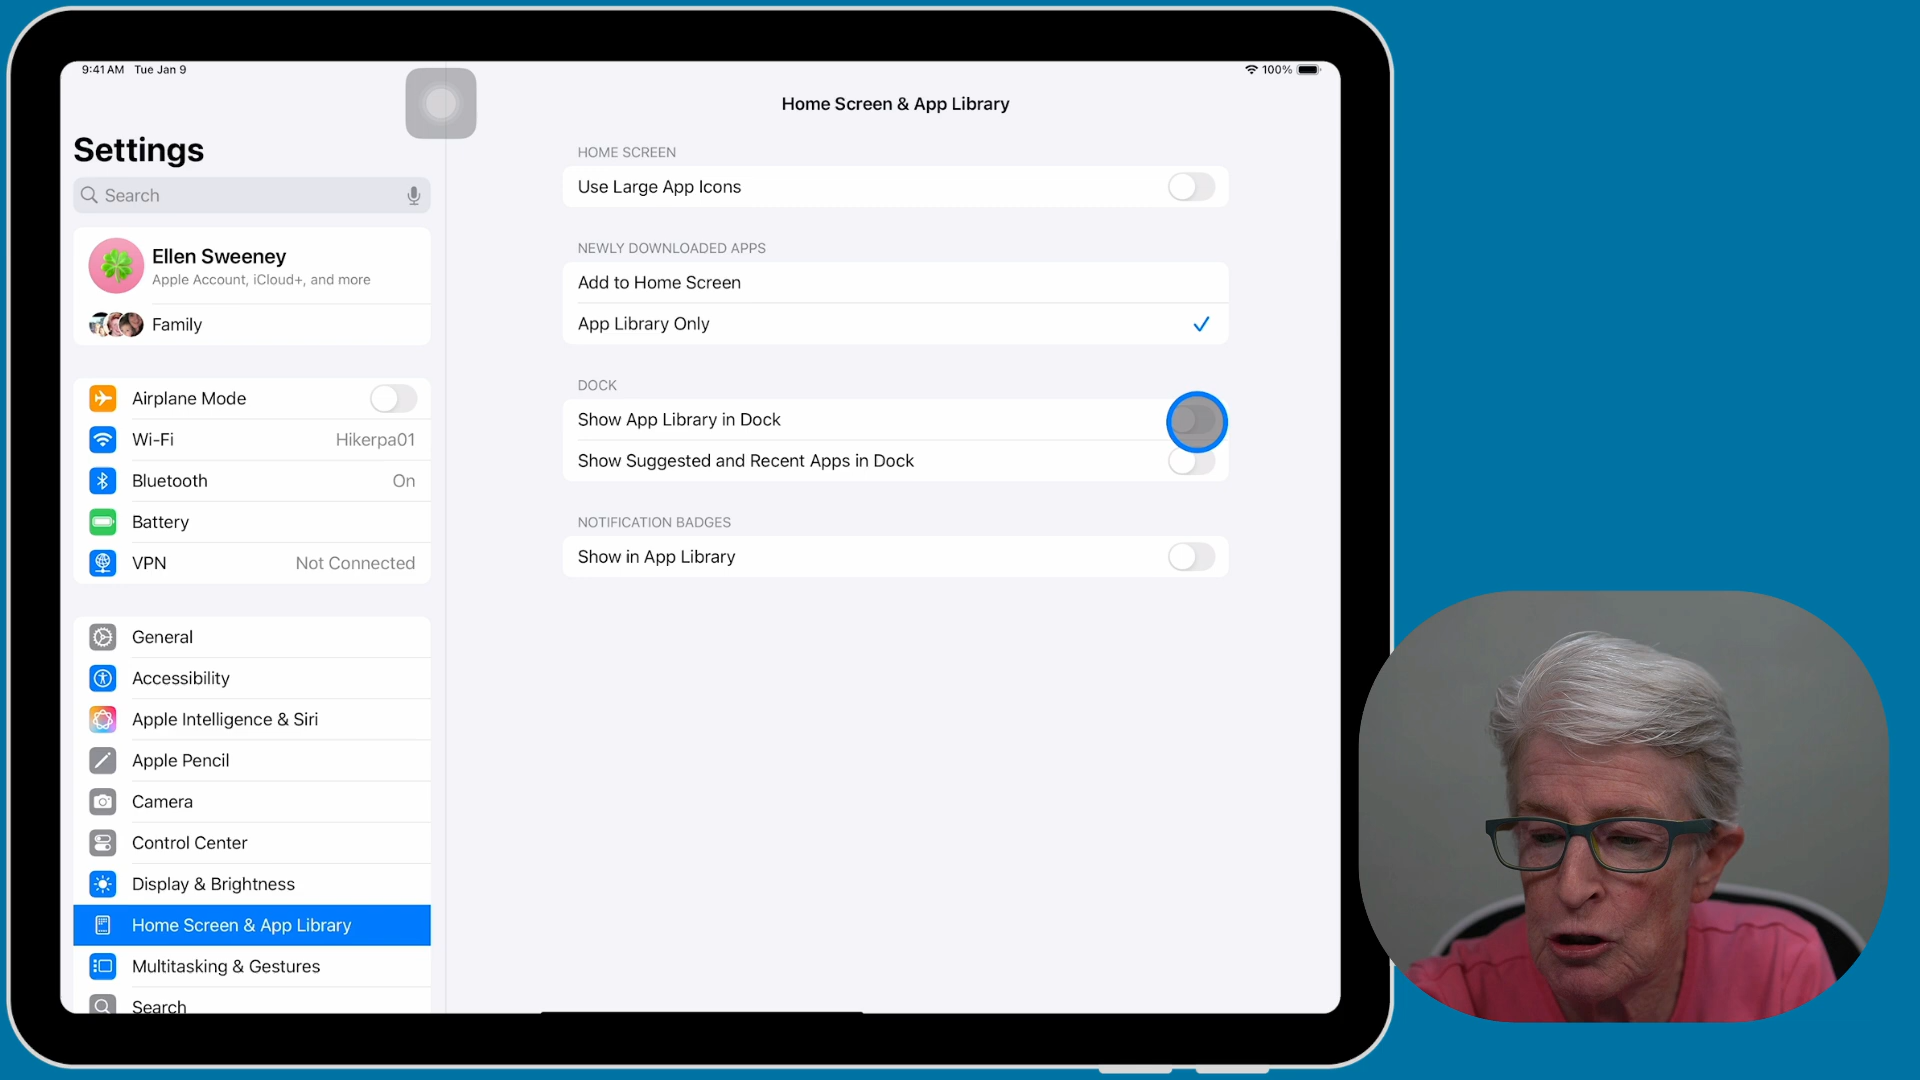 9:41 AM Tue Jan 9
100%
Settings
Search
Ellen Sweeney
Apple Account, iCloud+, and more
Family
Airplane Mode
Wi-Fi Hikerpa01
Bluetooth On
Battery
VPN Not Connected
General
Accessibility
Apple Intelligence & Siri
Apple Pencil
Camera
Control Center
Display & Brightness
Home Screen & App Library
Multitasking & Gestures
Search
Home Screen & App Library
HOME SCREEN
Use Large App Icons
NEWLY DOWNLOADED APPS
Add to Home Screen
App Library Only
DOCK
Show App Library in Dock
Show Suggested and Recent Apps in Dock
NOTIFICATION BADGES
Show in App Library